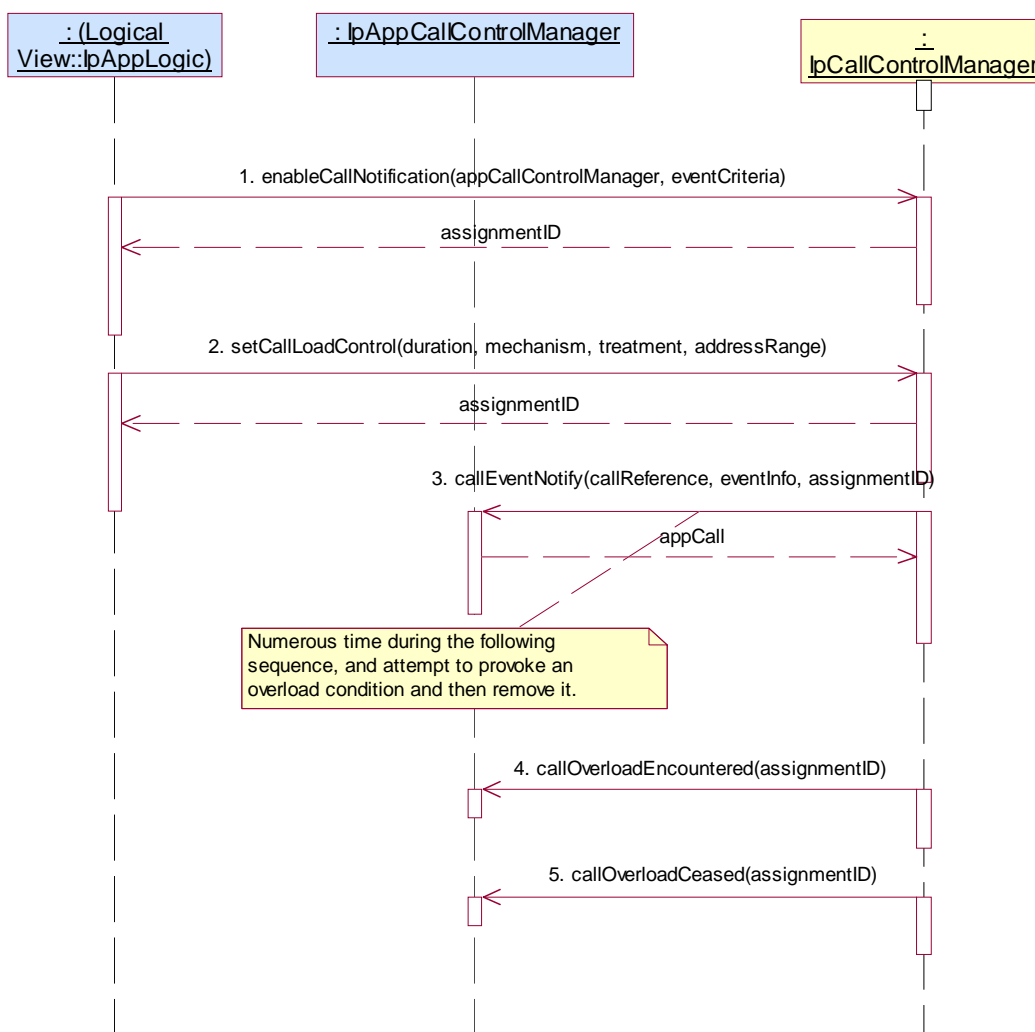 : (Logical
View::IpAppLogic)
: IpAppCallControlManager
:
IpCallControlManager
1. enableCallNotification(appCallControlManager, eventCriteria)
assignmentID
2. setCallLoadControl(duration, mechanism, treatment, addressRange)
assignmentID
3. callEventNotify(callReference, eventInfo, assignmentID)
appCall
Numerous time during the following
sequence, and attempt to provoke an
overload condition and then remove it.
4. callOverloadEncountered(assignmentID)
5. callOverloadCeased(assignmentID)